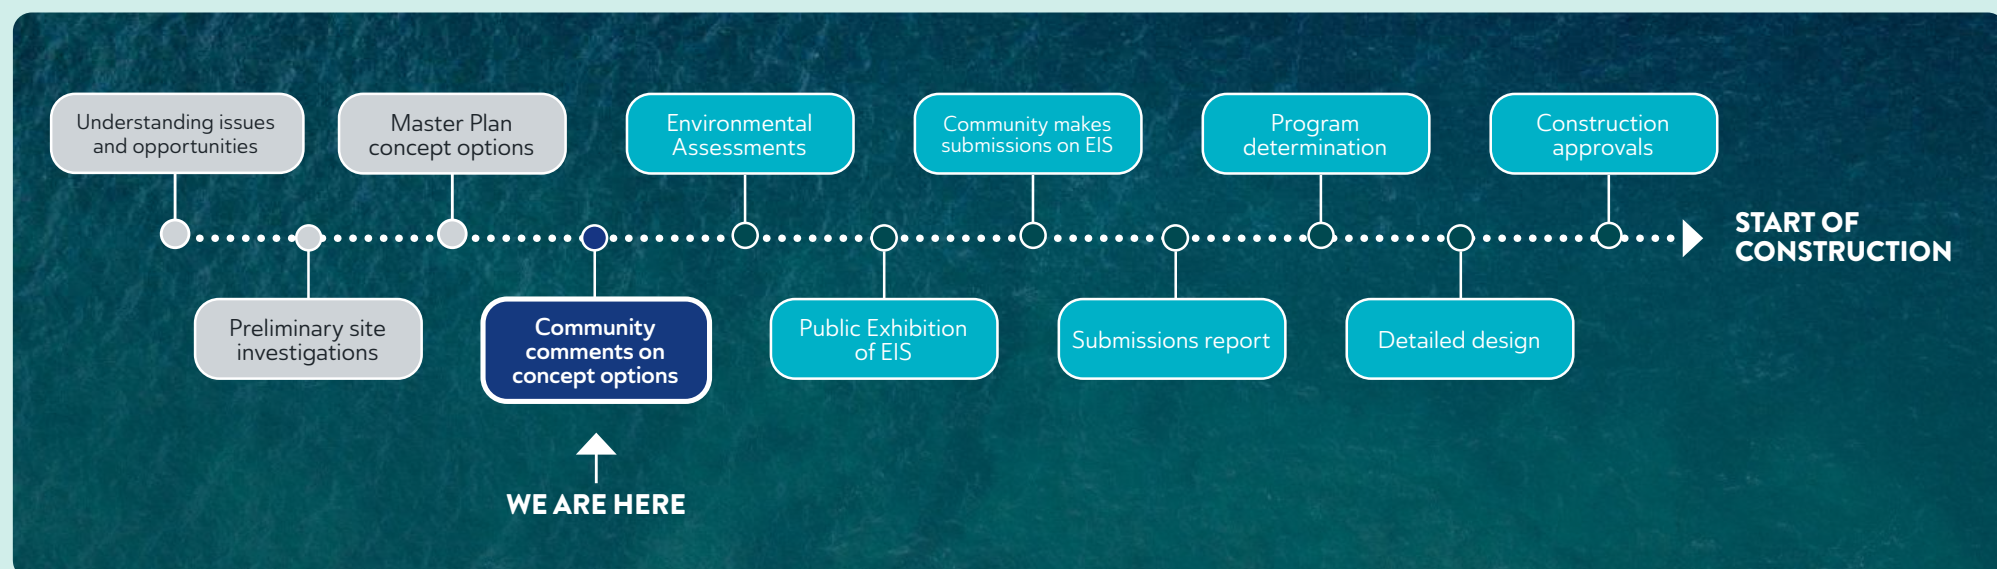 Understanding issues
and opportunities
Preliminary site
investigations
Master Plan
concept options
Community
comments on
concept options
WE ARE HERE
Environmental
Assessments
Public Exhibition
of EIS
Community makes
submissions on EIS
Submissions report
Program
determination
Detailed design
Construction
approvals
START OF
CONSTRUCTION